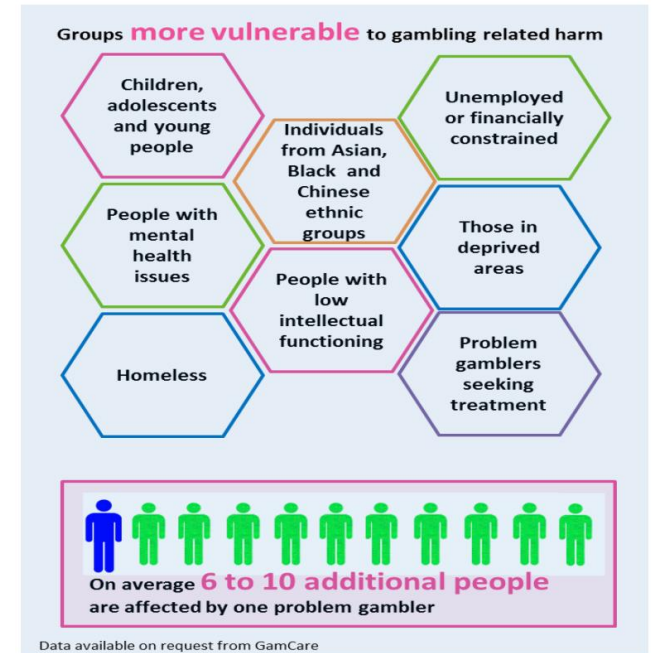 Groups more vulnerable to gambling related harm
Children,
adolescents
and young
people
Individuals
from Asian,
Black and
Chinese
ethnic
groups
Unemployed
or financially
constrained
People with
mental
health
issues
People with
low
intellectual
functioning
Those in
deprived
areas
Homeless
Problem
gamblers
seeking
treatment
On average 6 to 10 additional people
are affected by one problem gambler
Data available on request from GamCare